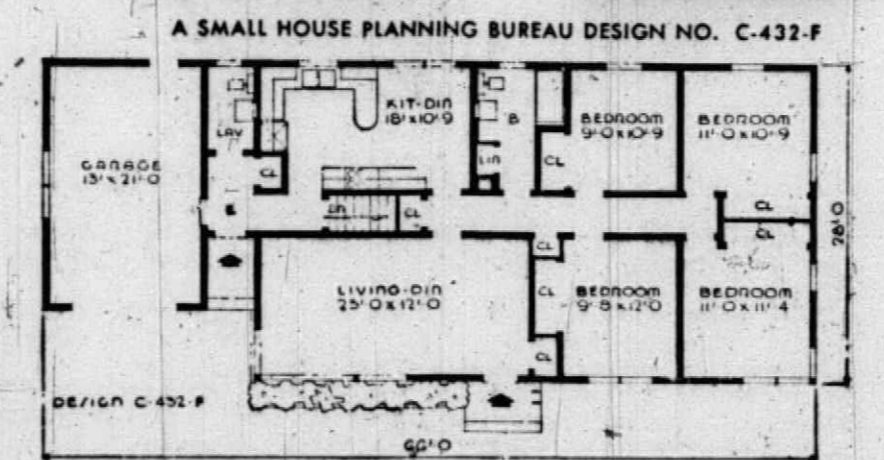 A SMALL HOUSE PLANNING BUREAU DESIGN NO. C-432-F
KIT-DIN
18'x10'9
LAV
B
BEDROOM
9'-0x10'-9
BEDROOM
11'-0x10'-9
GARAGE
13'x21'-0
CL
LIN
CL
CL
CL
DN
CL
CL
28'-0
LIVING-DIN
25'-0x12'-0
CL
BEDROOM
9'-8x12'-0
BEDROOM
11'-0x11'-4
CL
DESIGN C-432-F
66'-0